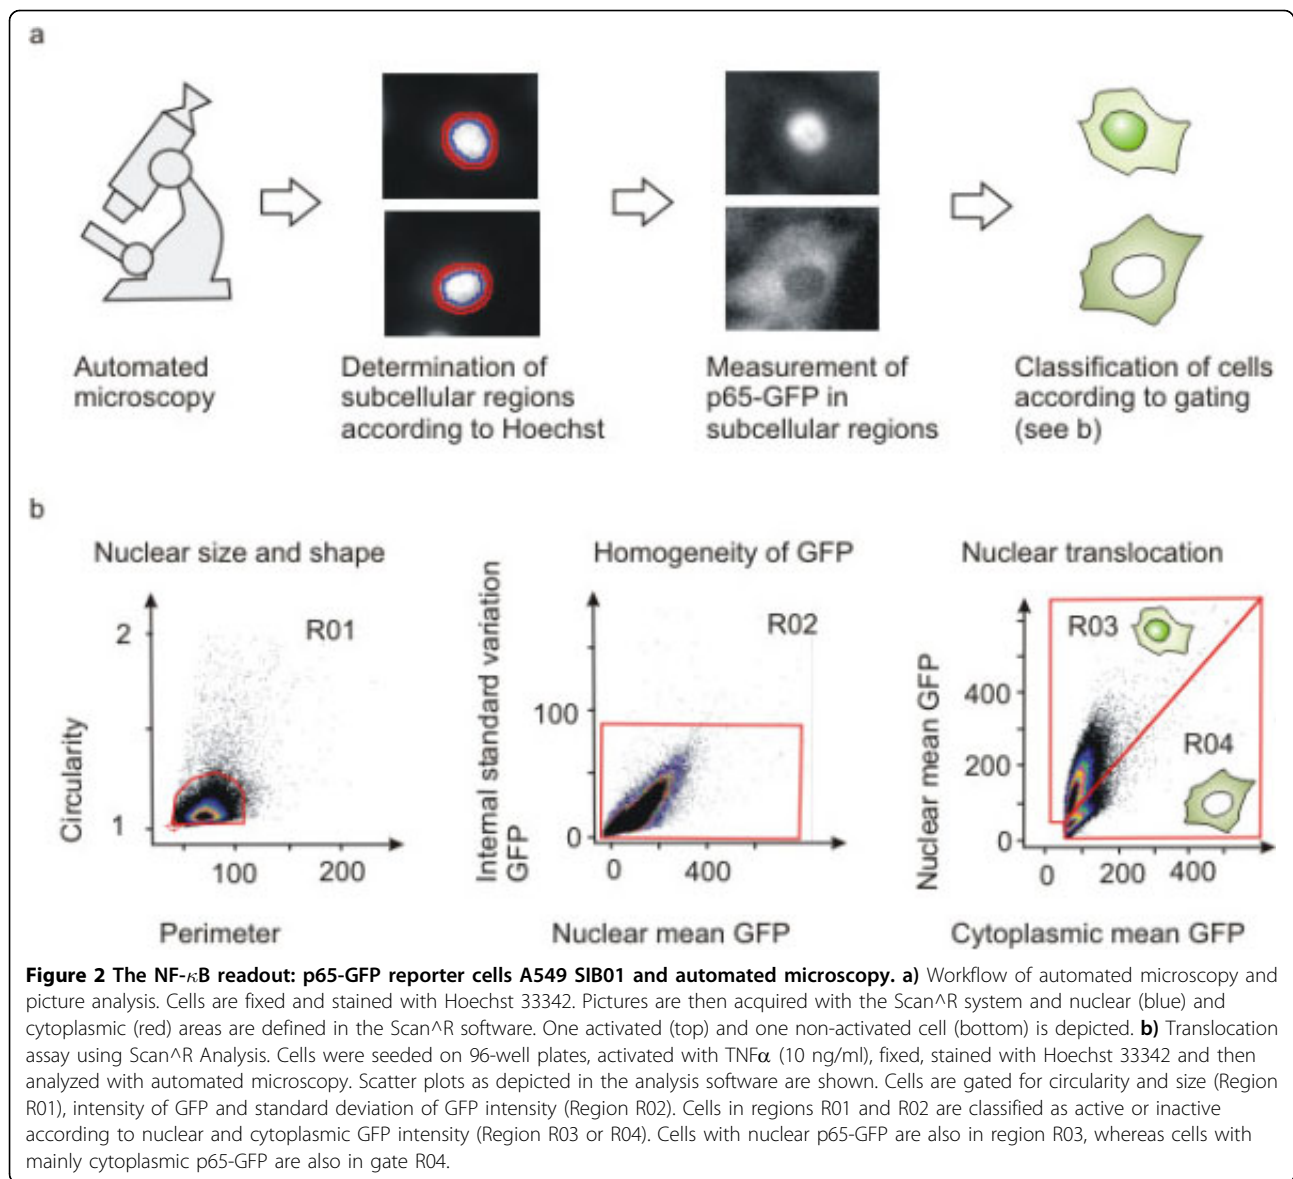 a
Automated
microscopy
Determination of
subcellular regions
according to Hoechst
Measurement of
p65-GFP in
subcellular regions
Classification of cells
according to gating
(see b)
b
Nuclear size and shape
R01
2
1
Circularity
100 200
Perimeter
Homogeneity of GFP
R02
100
0
Internal standard variation
GFP
0 400
Nuclear mean GFP
Nuclear translocation
R03
R04
400
200
0
Nuclear mean GFP
0 200 400
Cytoplasmic mean GFP
Figure 2 The NF-κB readout: p65-GFP reporter cells A549 SIB01 and automated microscopy. a) Workflow of automated microscopy and
picture analysis. Cells are fixed and stained with Hoechst 33342. Pictures are then acquired with the Scan^R system and nuclear (blue) and
cytoplasmic (red) areas are defined in the Scan^R software. One activated (top) and one non-activated cell (bottom) is depicted. b) Translocation
assay using Scan^R Analysis. Cells were seeded on 96-well plates, activated with TNFα (10 ng/ml), fixed, stained with Hoechst 33342 and then
analyzed with automated microscopy. Scatter plots as depicted in the analysis software are shown. Cells are gated for circularity and size (Region
R01), intensity of GFP and standard deviation of GFP intensity (Region R02). Cells in regions R01 and R02 are classified as active or inactive
according to nuclear and cytoplasmic GFP intensity (Region R03 or R04). Cells with nuclear p65-GFP are also in region R03, whereas cells with
mainly cytoplasmic p65-GFP are also in gate R04.